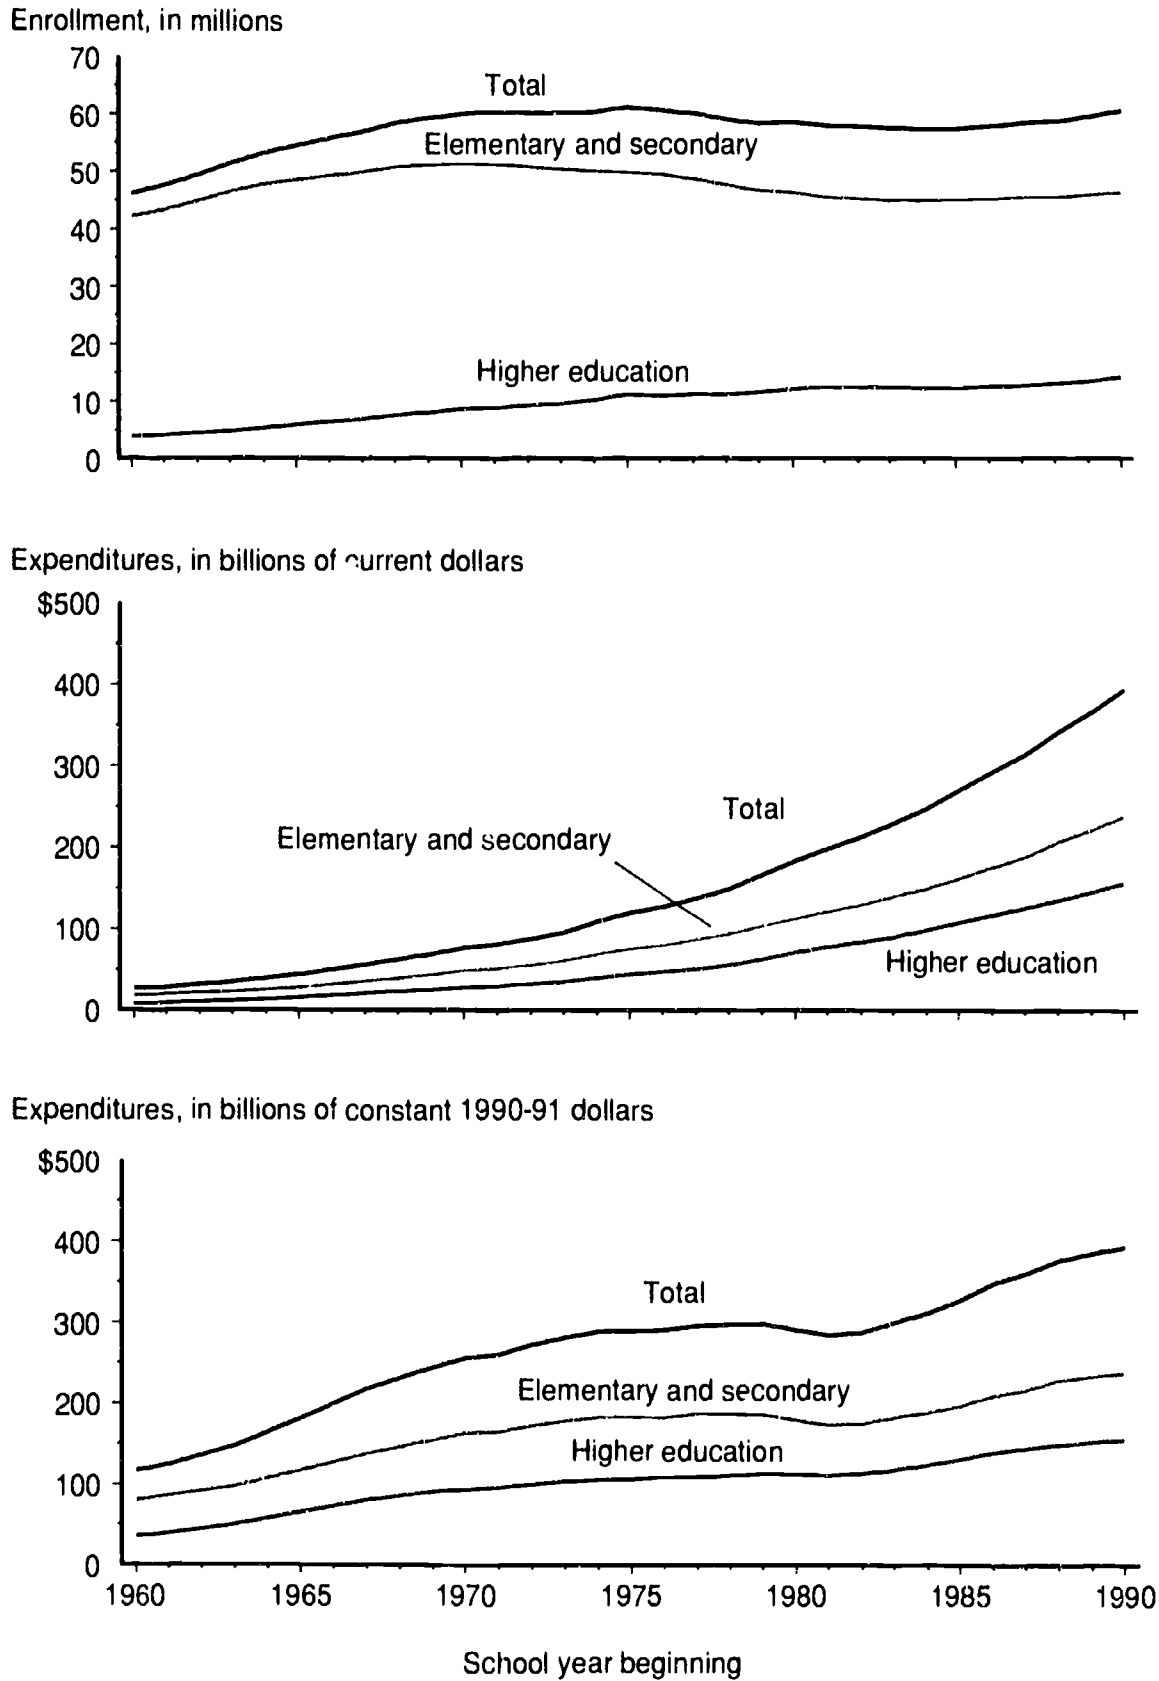 Enrollment, in millions
70
Total
60
Elementary and secondary
50
40
30
20
Higher education
10
0
Expenditures, in billions of current dollars
$500
400
300
Total
Elementary and secondary
200
100
Higher education
0
Expenditures, in billions of constant 1990-91 dollars
$500
400
Total
300
Elementary and secondary
200
Higher education
100
0
1960 1965 1970 1975 1980 1985 1990
School year beginning